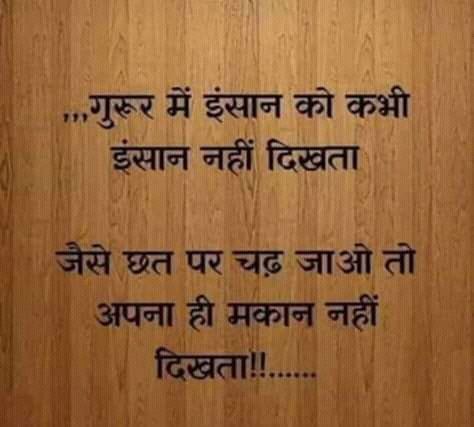 ,,,गुरूर में इंसान को कभी
इंसान नहीं दिखता
जैसे छत पर चढ़ जाओ तो
अपना ही मकान नहीं
दिखता!!......